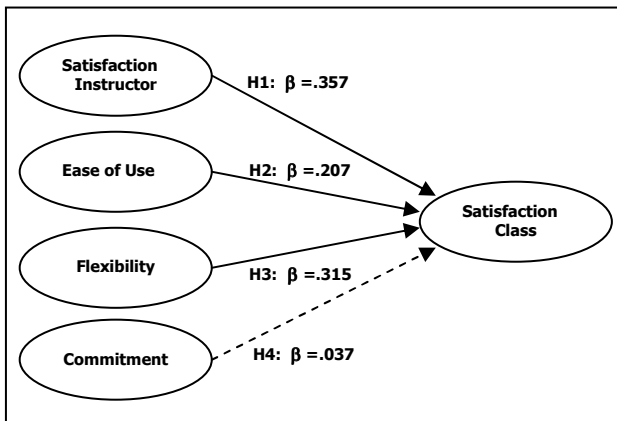 Satisfaction
Instructor
H1: β =.357
Ease of Use
H2: β =.207
Satisfaction
Class
Flexibility
H3: β =.315
Commitment
H4: β =.037